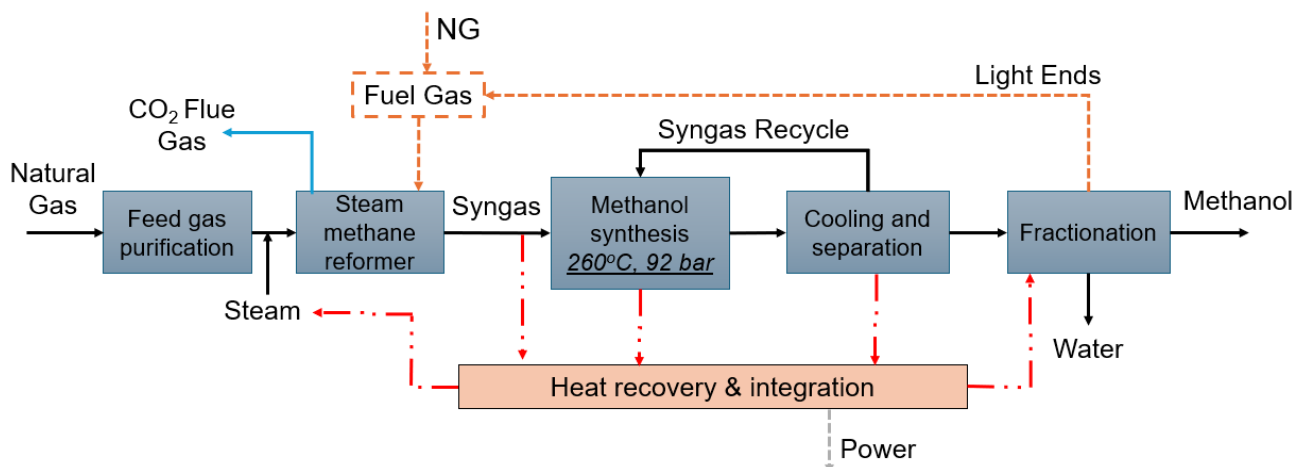 NG
Fuel Gas
Light Ends
CO₂ Flue
Gas
Syngas Recycle
Natural
Gas
Feed gas
purification
Steam
methane
reformer
Syngas
Methanol
synthesis
260°C, 92 bar
Cooling and
separation
Fractionation
Methanol
Steam
Water
Heat recovery & integration
Power